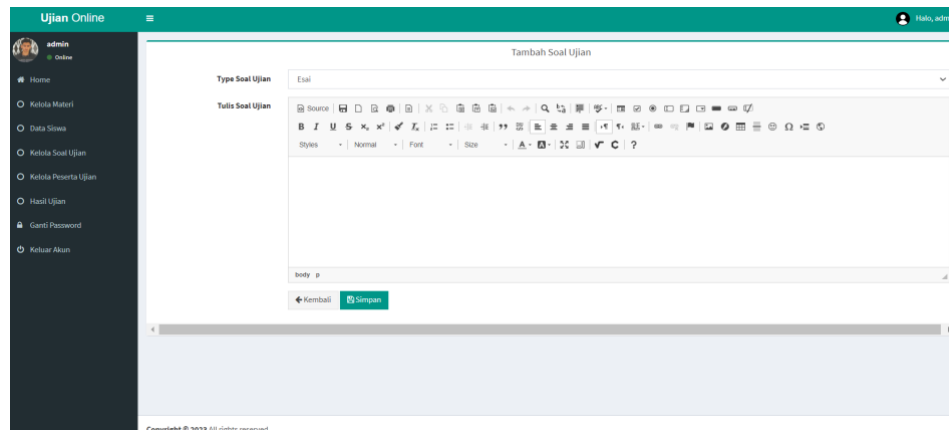 Ujian Online
Halo, adm
admin
Online
Tambah Soal Ujian
Home
Type Soal Ujian
Esai
Kelola Materi
Tulis Soal Ujian
Source
Data Siswa
Styles Normal Font Size
Kelola Soal Ujian
Kelola Peserta Ujian
Hasil Ujian
Ganti Password
Keluar Akun
body p
Kembali
Simpan
Copyright © 2023 All rights reserved